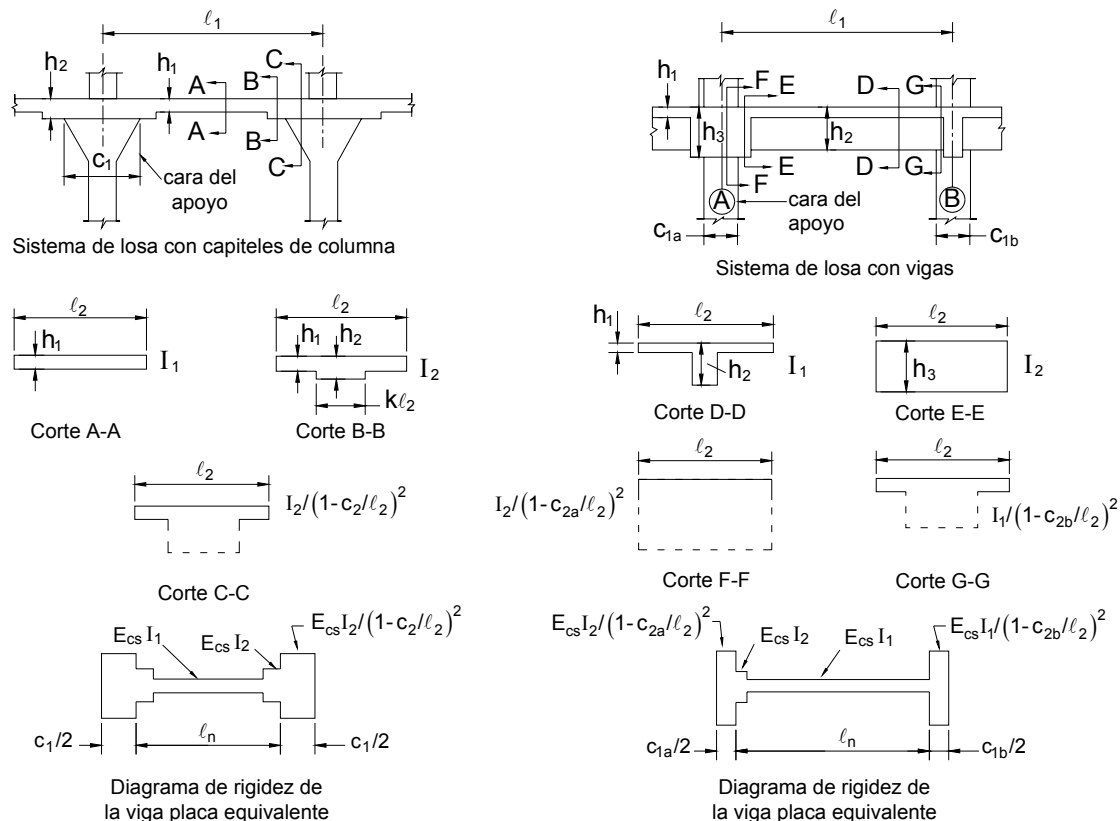 ℓ₁
h₂
h₁
A
B
C
A
B
C
c₁
cara del
apoyo
Sistema de losa con capiteles de columna
ℓ₁
h₁
F
E
D
G
h₃
h₂
E
F
D
G
A
B
cara del
apoyo
c₁ₐ
c₁b
Sistema de losa con vigas
ℓ₂
h₁
I₁
Corte A-A
ℓ₂
h₁
h₂
I₂
kℓ₂
Corte B-B
ℓ₂
h₁
I₁
h₂
Corte D-D
ℓ₂
h₃
I₂
Corte E-E
ℓ₂
I₂/(1-c₂/ℓ₂)²
Corte C-C
ℓ₂
I₂/(1-c₂ₐ/ℓ₂)²
Corte F-F
ℓ₂
I₁/(1-c₂b/ℓ₂)²
Corte G-G
EcsI₁
EcsI₂
EcsI₂/(1-c₂/ℓ₂)²
c₁/2
ℓₙ
c₁/2
Diagrama de rigidez de
la viga placa equivalente
EcsI₂/(1-c₂ₐ/ℓ₂)²
EcsI₂
EcsI₁
EcsI₁/(1-c₂b/ℓ₂)²
c₁ₐ/2
ℓₙ
c₁b/2
Diagrama de rigidez de
la viga placa equivalente